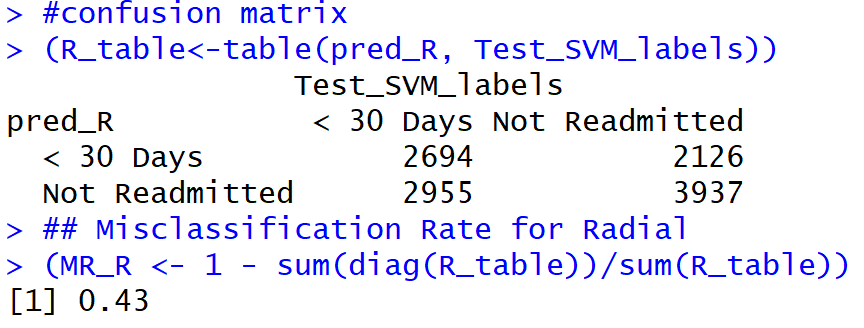 > #confusion matrix
> (R_table<-table(pred_R, Test_SVM_labels))
                 Test_SVM_labels
pred_R            < 30 Days Not Readmitted
  < 30 Days            2694           2126
  Not Readmitted       2955           3937
> ## Misclassification Rate for Radial
> (MR_R <- 1 - sum(diag(R_table))/sum(R_table))
[1] 0.43